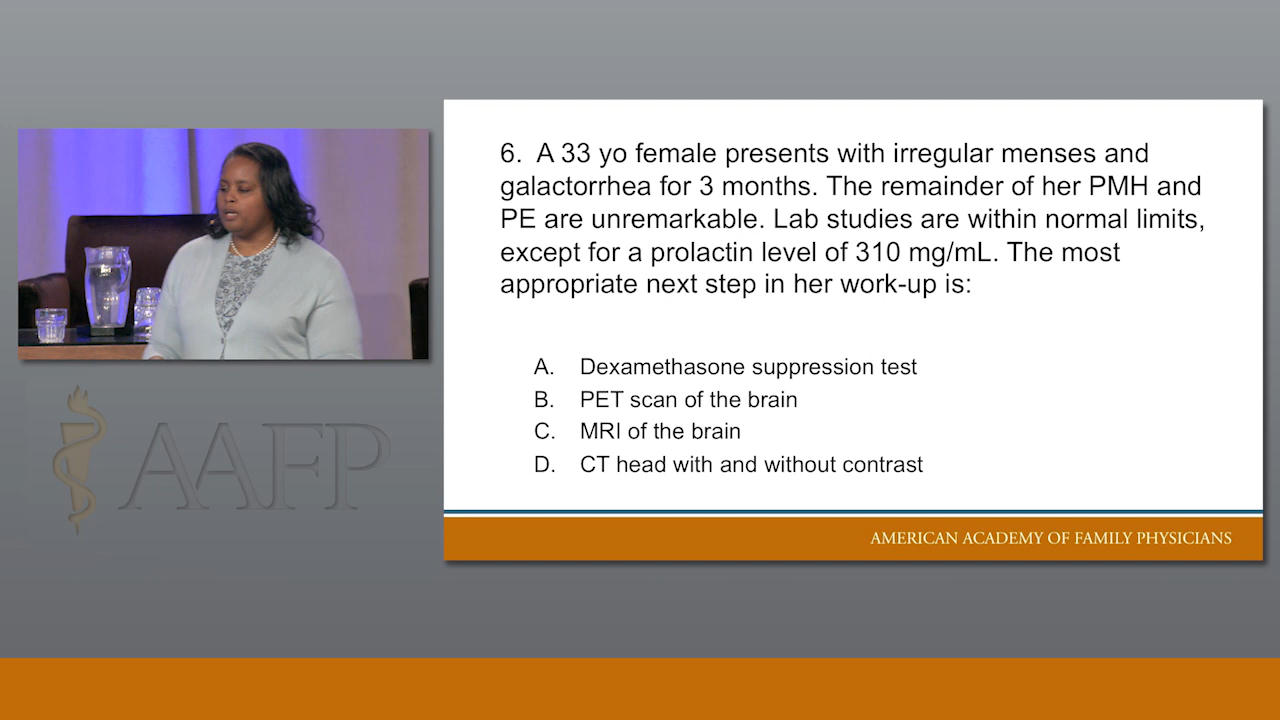 6. A 33 yo female presents with irregular menses and
galactorrhea for 3 months. The remainder of her PMH and
PE are unremarkable. Lab studies are within normal limits,
except for a prolactin level of 310 mg/mL. The most
appropriate next step in her work-up is:
A. Dexamethasone suppression test
B. PET scan of the brain
C. MRI of the brain
D. CT head with and without contrast
AAFP
AMERICAN ACADEMY OF FAMILY PHYSICIANS